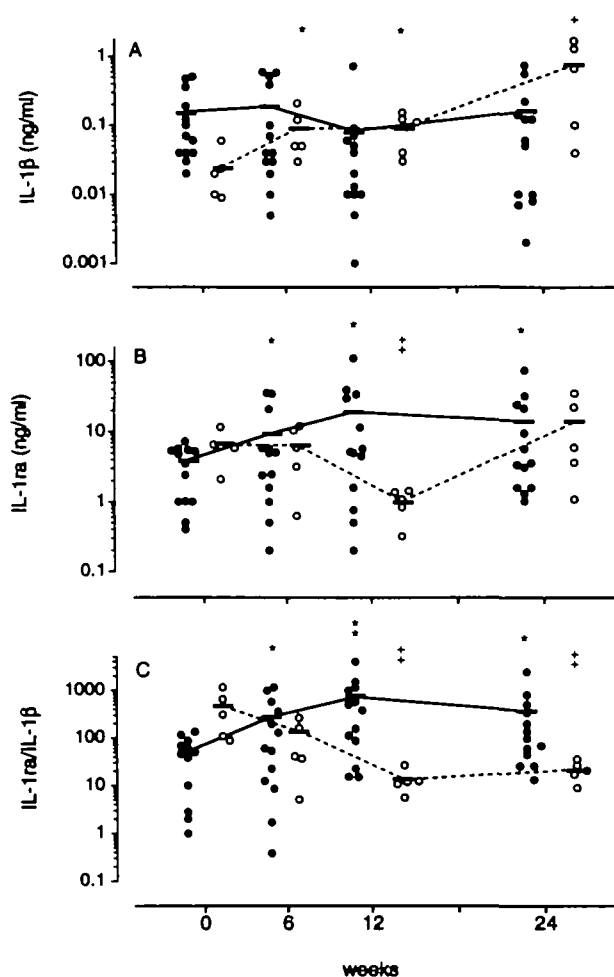 * * +
A
1
0.1
0.01
0.001
IL-1β (ng/ml)
* * + + *
B
100
10
1
0.1
IL-1ra (ng/ml)
* * * + + * + +
C
1000
100
10
1
0.1
IL-1ra/IL-1β
0 6 12 24
weeks